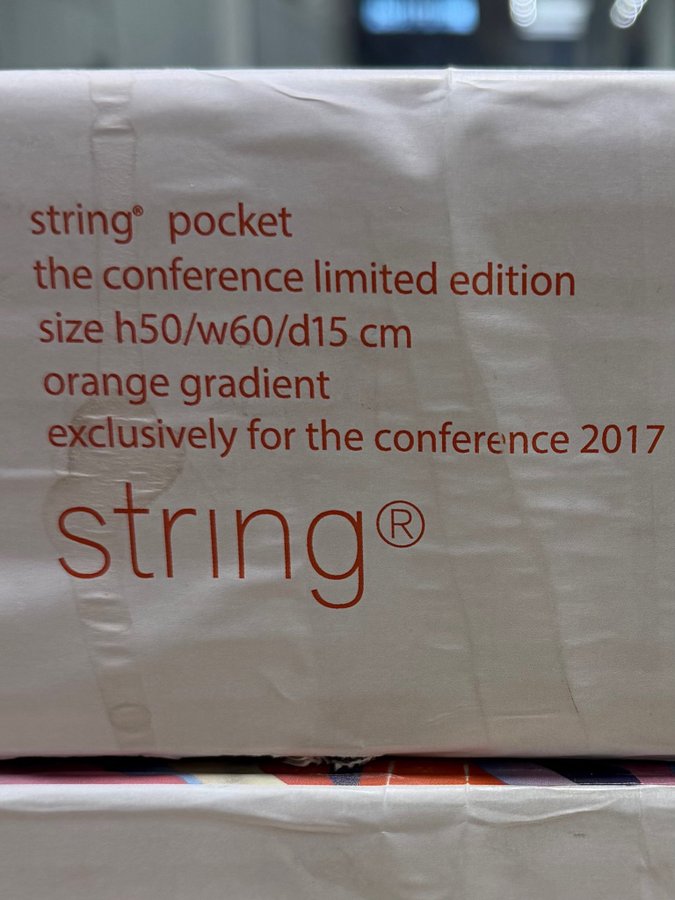 string® pocket
the conference limited edition
size h50/w60/d15 cm
orange gradient
exclusively for the conference 2017
string®